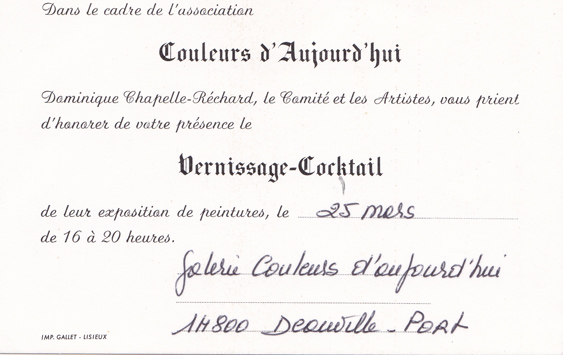 Dans le cadre de l'association
Couleurs d'Aujourd'hui
Dominique Chapelle-Réchard, le Comité et les Artistes, vous prient
d'honorer de votre présence le
Vernissage-Cocktail
de leur exposition de peintures, le 25 mars
de 16 à 20 heures.
Galerie Couleurs d'aujourd'hui
14800 Deauville - Port
IMP. GALLET - LISIEUX